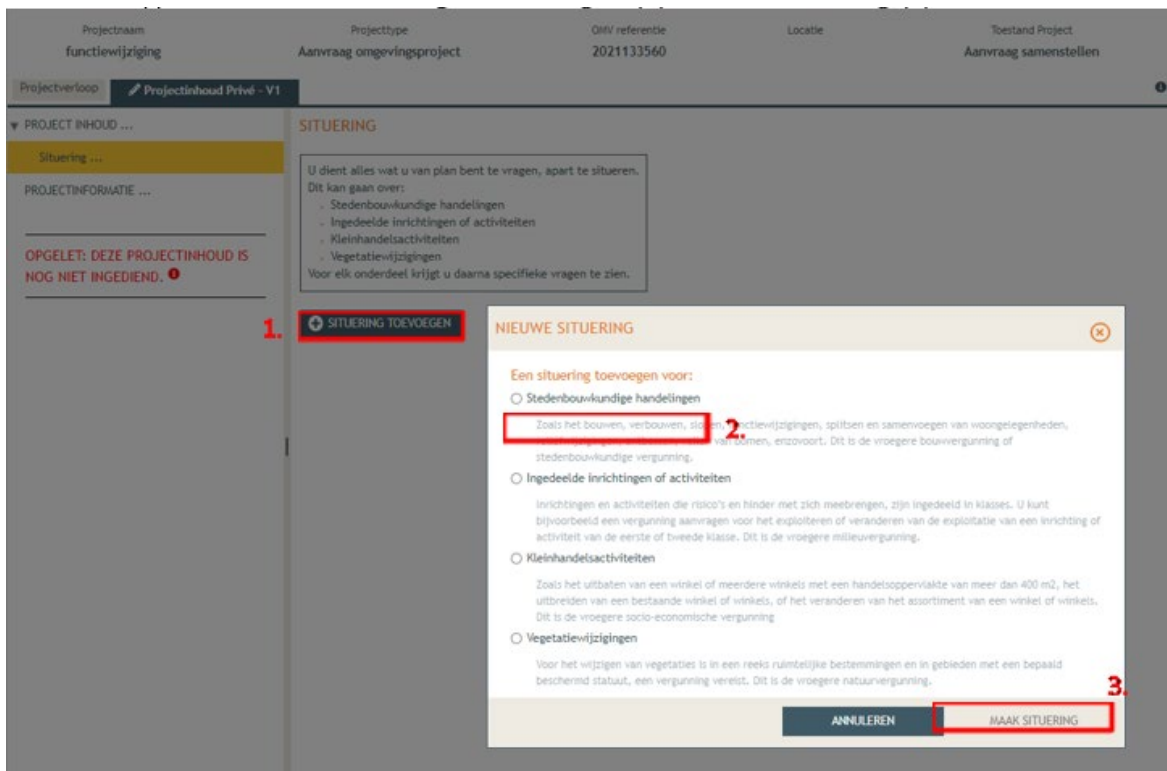 Projectnaam
functiewijziging
Projecttype
Aanvraag omgevingsproject
OMV referentie
2021133560
Locatie
Toestand Project
Aanvraag samenstellen
Projectverloop
Projectinhoud Privé - V1
PROJECT INHOUD ...
Situering ...
PROJECTINFORMATIE ...
OPGELET: DEZE PROJECTINHOUD IS
NOG NIET INGEDIEND.
SITUERING
U dient alles wat u van plan bent te vragen, apart te situeren.
Dit kan gaan over:
Stedenbouwkundige handelingen
Ingedeelde inrichtingen of activiteiten
Kleinhandelsactiviteiten
Vegetatiewijzigingen
Voor elk onderdeel krijgt u daarna specifieke vragen te zien.
1.
SITUERING TOEVOEGEN
NIEUWE SITUERING
Een situering toevoegen voor:
Stedenbouwkundige handelingen
2.
Zoals het bouwen, verbouwen, slopen, functiewijzigingen, splitsen en samenvoegen van woongelegenheden,
van bomen, enzovoort. Dit is de vroegere bouwvergunning of
stedenbouwkundige vergunning.
Ingedeelde inrichtingen of activiteiten
Inrichtingen en activiteiten die risico's en hinder met zich meebrengen, zijn ingedeeld in klasses. U kunt
bijvoorbeeld een vergunning aanvragen voor het exploiteren of veranderen van de exploitatie van een inrichting of
activiteit van de eerste of tweede klasse. Dit is de vroegere milieuvergunning.
Kleinhandelsactiviteiten
Zoals het uitbaten van een winkel of meerdere winkels met een handelsoppervlakte van meer dan 400 m2, het
uitbreiden van een bestaande winkel of winkels, of het veranderen van het assortiment van een winkel of winkels.
Dit is de vroegere socio-economische vergunning
Vegetatiewijzigingen
Voor het wijzigen van vegetaties is in een reeks ruimtelijke bestemmingen en in gebieden met een bepaald
beschermd statuut, een vergunning vereist. Dit is de vroegere natuurvergunning.
3.
ANNULEREN
MAAK SITUERING